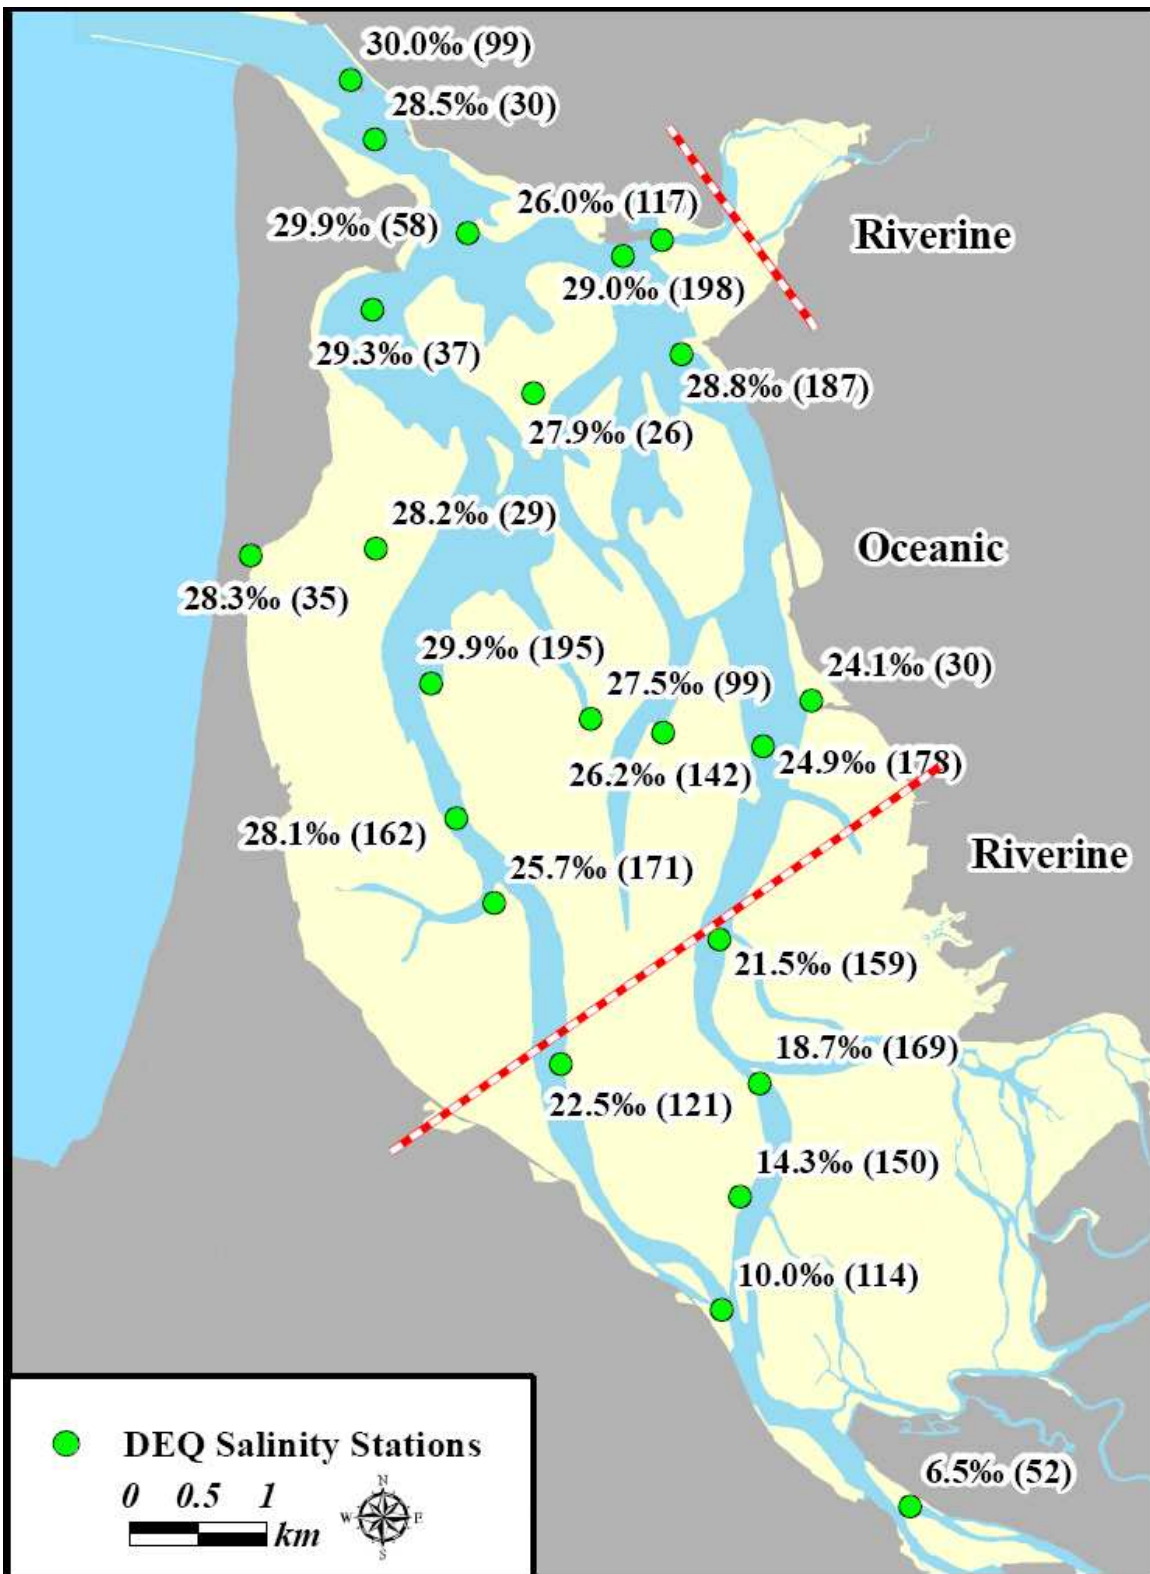 30.0‰ (99)
28.5‰ (30)
26.0‰ (117)
29.9‰ (58)
Riverine
29.0‰ (198)
29.3‰ (37)
28.8‰ (187)
27.9‰ (26)
28.2‰ (29)
Oceanic
28.3‰ (35)
29.9‰ (195)
24.1‰ (30)
27.5‰ (99)
26.2‰ (142)
24.9‰ (178)
28.1‰ (162)
Riverine
25.7‰ (171)
21.5‰ (159)
18.7‰ (169)
22.5‰ (121)
14.3‰ (150)
10.0‰ (114)
6.5‰ (52)
DEQ Salinity Stations
0 0.5 1
km
N
W E
S